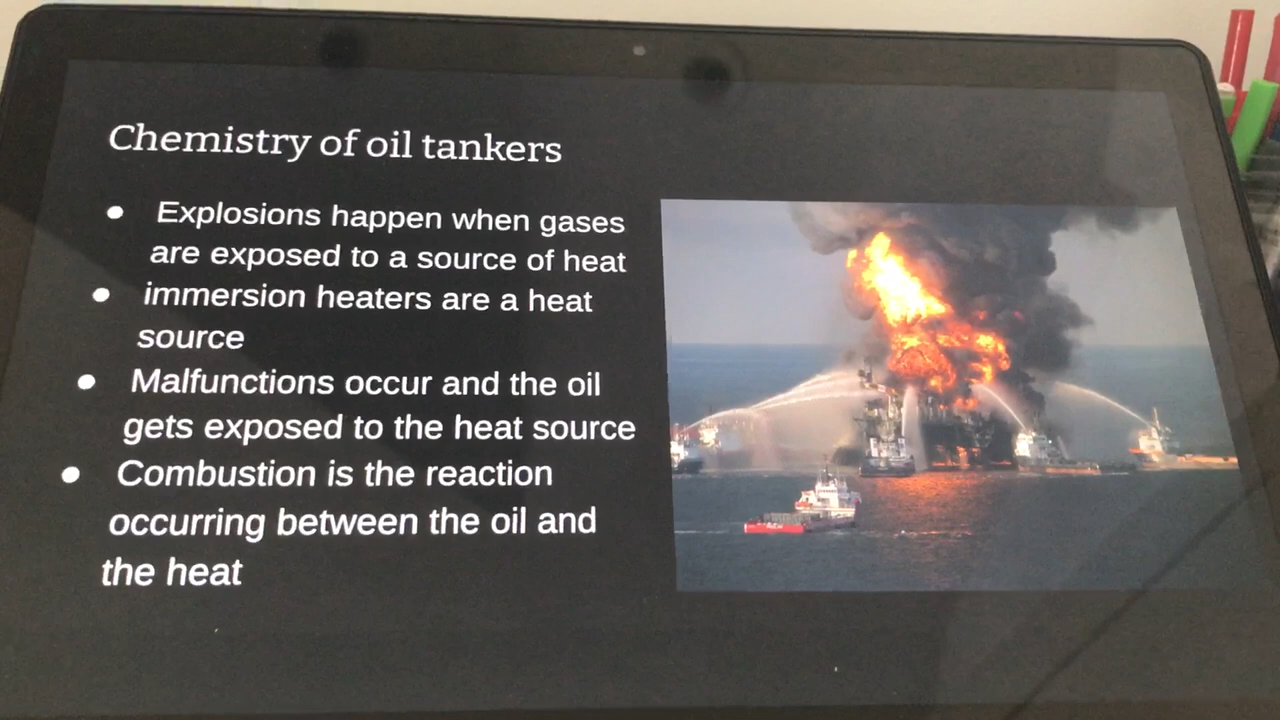 Chemistry of oil tankers
● Explosions happen when gases
are exposed to a source of heat
● immersion heaters are a heat
source
● Malfunctions occur and the oil
gets exposed to the heat source
● Combustion is the reaction
occurring between the oil and
the heat